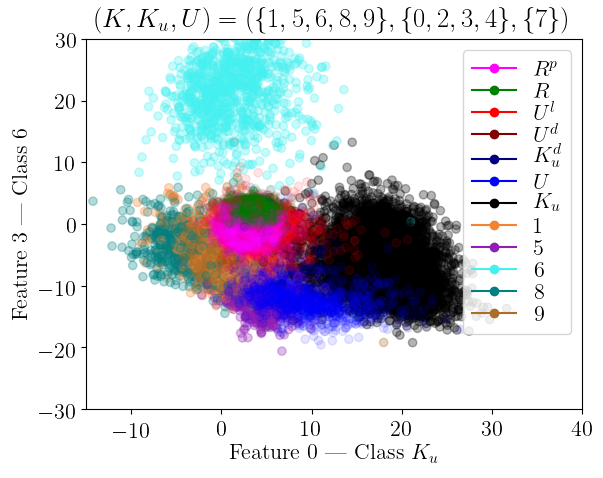 (K, K_u, U) = ({1, 5, 6, 8, 9}, {0, 2, 3, 4}, {7})
Feature 3 — Class 6
30
20
10
0
−10
−20
−30
R^p
R
U^l
U^d
K_u^d
U
K_u
1
5
6
8
9
−10 0 10 20 30 40
Feature 0 — Class K_u